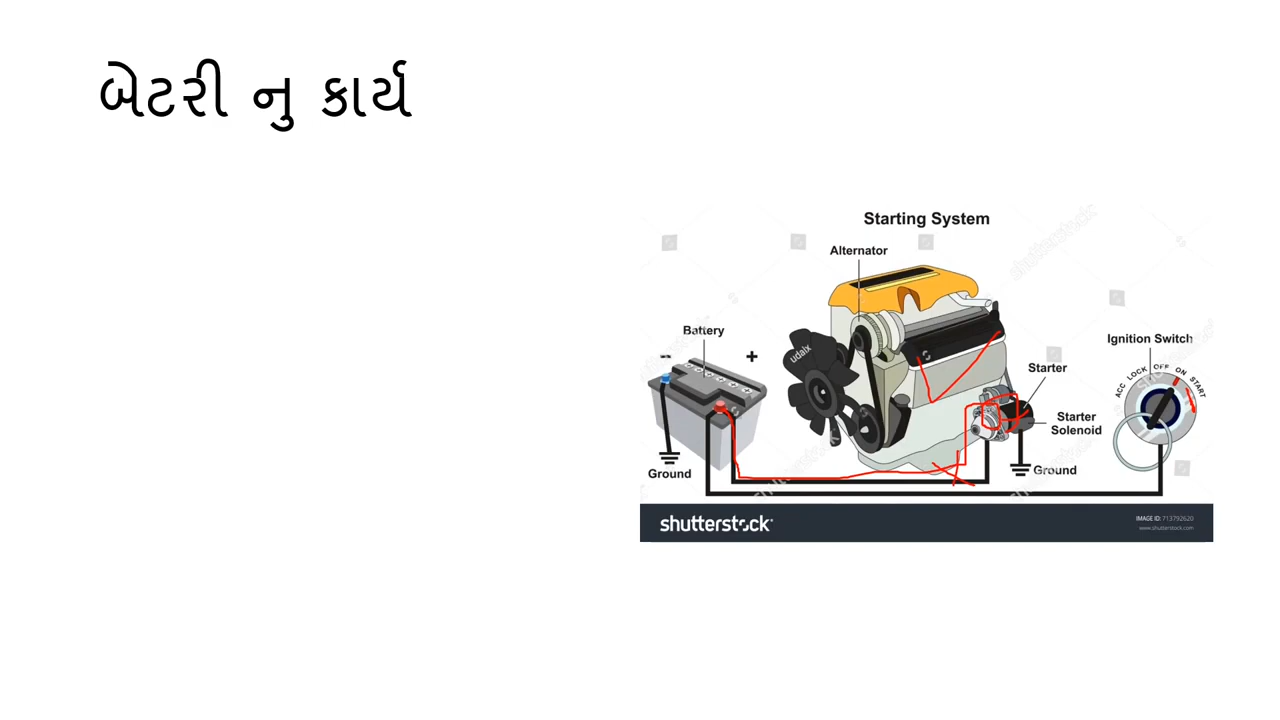 બેટરી નુ કાર્ય
Starting System
Alternator
Battery
- +
Ignition Switch
ACC LOCK OFF ON START
Starter
Starter
Solenoid
Ground
Ground
udaix
shutterstock
IMAGE ID: 713792620
www.shutterstock.com